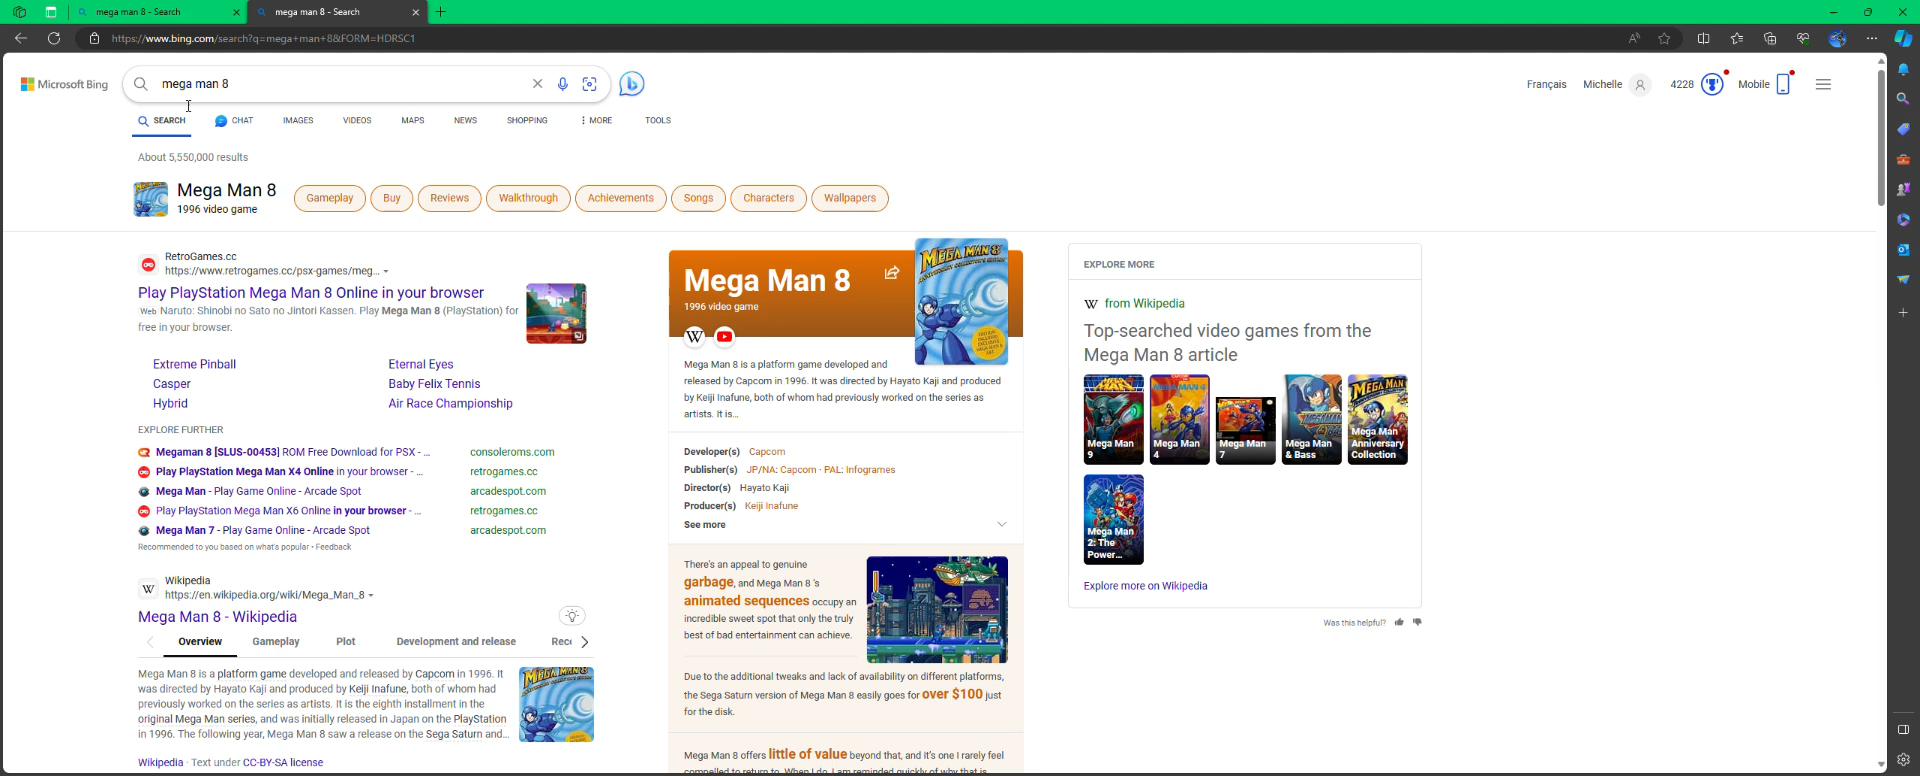 mega man 8 - Search
mega man 8 - Search
https://www.bing.com/search?q=mega+man+8&FORM=HDRSC1
Microsoft Bing
mega man 8
Français
Michelle
4228
Mobile
SEARCH
CHAT
IMAGES
VIDEOS
MAPS
NEWS
SHOPPING
MORE
TOOLS
About 5,550,000 results
Mega Man 8
1996 video game
Gameplay
Buy
Reviews
Walkthrough
Achievements
Songs
Characters
Wallpapers
RetroGames.cc
https://www.retrogames.cc/psx-games/meg...
Play PlayStation Mega Man 8 Online in your browser
Web Naruto: Shinobi no Sato no Jintori Kassen. Play Mega Man 8 (PlayStation) for
free in your browser.
Extreme Pinball
Eternal Eyes
Casper
Baby Felix Tennis
Hybrid
Air Race Championship
EXPLORE FURTHER
Megaman 8 [SLUS-00453] ROM Free Download for PSX - ...
consoleroms.com
Play PlayStation Mega Man X4 Online in your browser - ...
retrogames.cc
Mega Man - Play Game Online - Arcade Spot
arcadespot.com
Play PlayStation Mega Man X6 Online in your browser - ...
retrogames.cc
Mega Man 7 - Play Game Online - Arcade Spot
arcadespot.com
Recommended to you based on what's popular • Feedback
Wikipedia
https://en.wikipedia.org/wiki/Mega_Man_8
Mega Man 8 - Wikipedia
Overview
Gameplay
Plot
Development and release
Rece
Mega Man 8 is a platform game developed and released by Capcom in 1996. It
was directed by Hayato Kaji and produced by Keiji Inafune, both of whom had
previously worked on the series as artists. It is the eighth installment in the
original Mega Man series, and was initially released in Japan on the PlayStation
in 1996. The following year, Mega Man 8 saw a release on the Sega Saturn and...
Wikipedia · Text under CC-BY-SA license
Mega Man 8
1996 video game
MEGA MAN 8
Mega Man 8 is a platform game developed and
released by Capcom in 1996. It was directed by Hayato Kaji and produced
by Keiji Inafune, both of whom had previously worked on the series as
artists. It is...
Developer(s) Capcom
Publisher(s) JP/NA: Capcom · PAL: Infogrames
Director(s) Hayato Kaji
Producer(s) Keiji Inafune
See more
There's an appeal to genuine
garbage, and Mega Man 8 's
animated sequences occupy an
incredible sweet spot that only the truly
best of bad entertainment can achieve.
Due to the additional tweaks and lack of availability on different platforms,
the Sega Saturn version of Mega Man 8 easily goes for over $100 just
for the disk.
Mega Man 8 offers little of value beyond that, and it's one I rarely feel
compelled to return to. When I do, I am reminded quickly of why that is
EXPLORE MORE
W from Wikipedia
Top-searched video games from the
Mega Man 8 article
Mega Man
9
Mega Man
4
Mega Man
7
Mega Man
& Bass
Mega Man
Anniversary
Collection
Mega Man
2: The
Power...
Explore more on Wikipedia
Was this helpful?